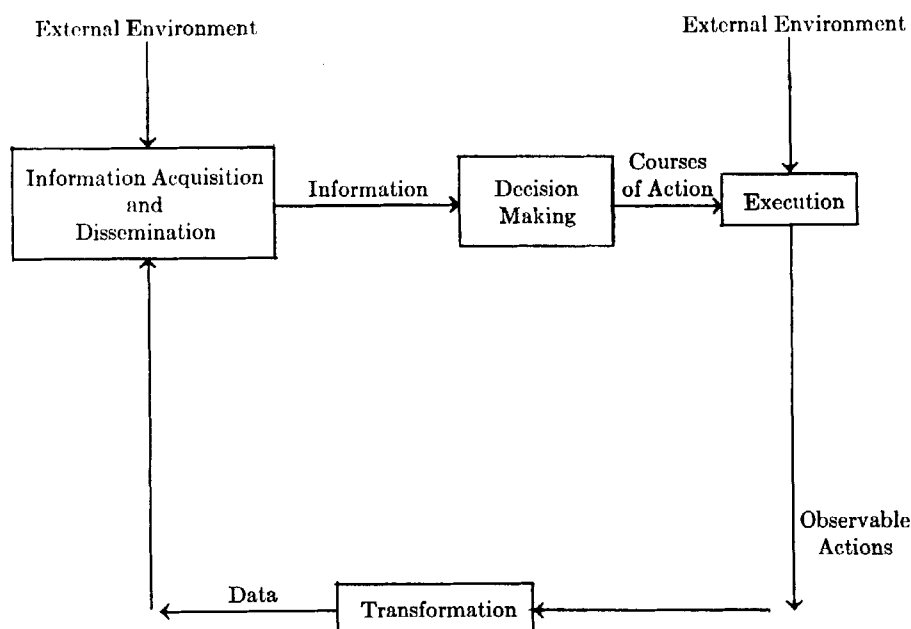 External Environment
External Environment
Information Acquisition
and
Dissemination
Information
Decision
Making
Courses
of Action
Execution
Observable
Actions
Data
Transformation